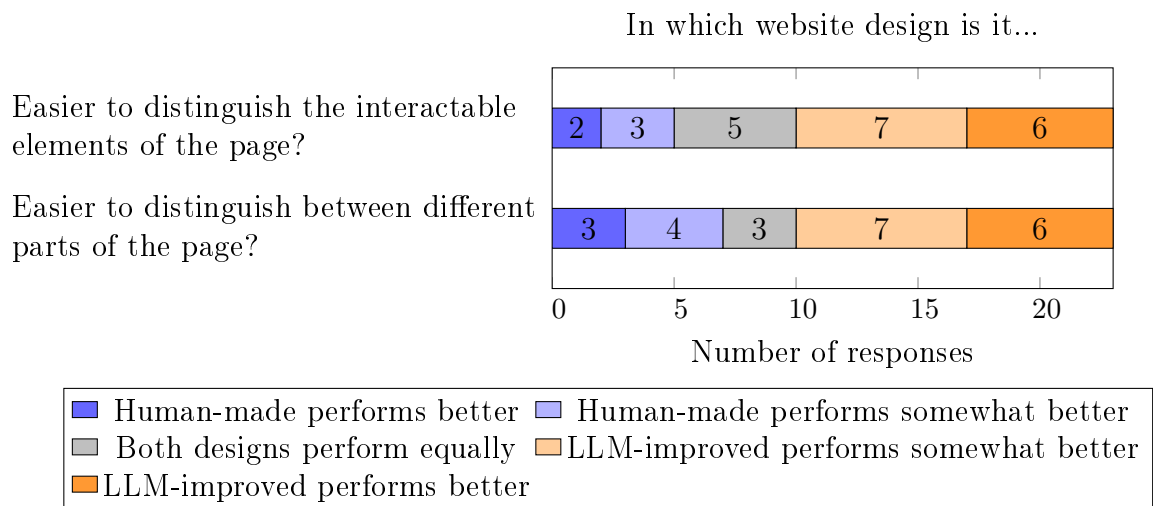 In which website design is it...
Easier to distinguish the interactable
elements of the page?
2 3 5 7 6
Easier to distinguish between different
parts of the page?
3 4 3 7 6
0 5 10 15 20
Number of responses
Human-made performs better Human-made performs somewhat better
Both designs perform equally LLM-improved performs somewhat better
LLM-improved performs better